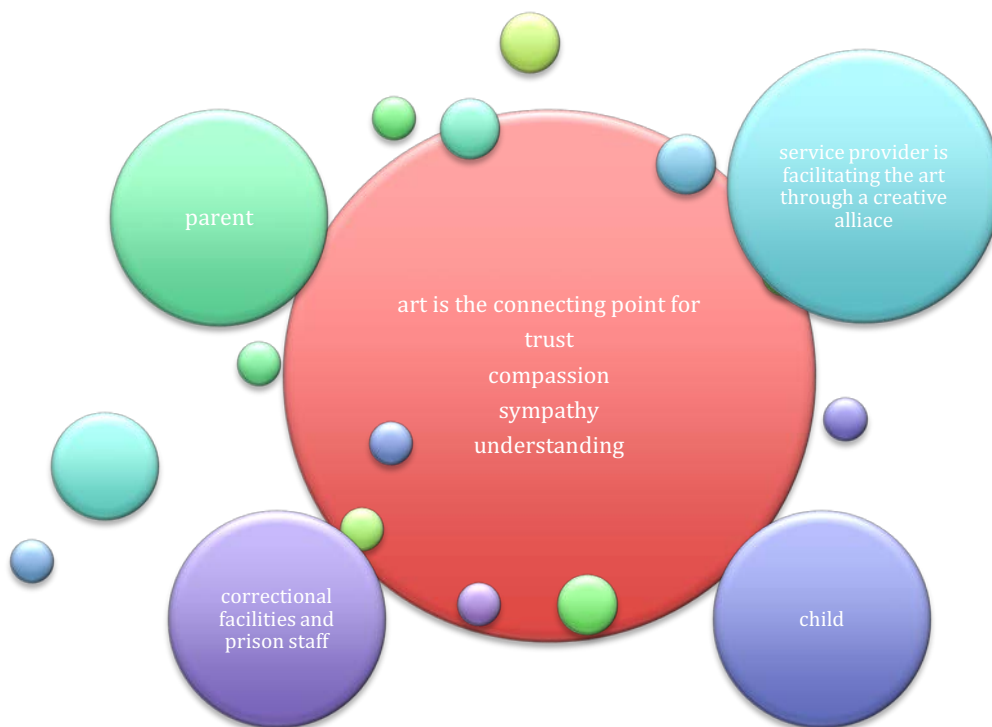 parent
service provider is
facilitating the art
through a creative
alliace
art is the connecting point for
trust
compassion
sympathy
understanding
correctional
facilities and
prison staff
child